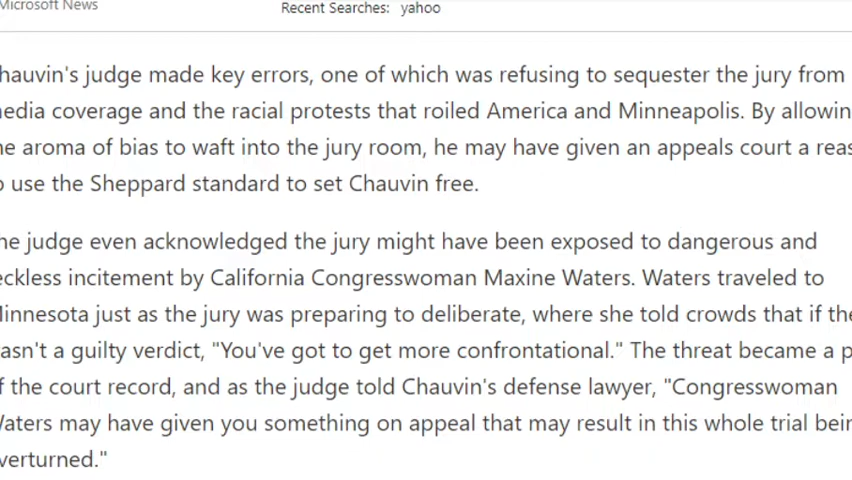 Microsoft News
Recent Searches: yahoo
hauvin's judge made key errors, one of which was refusing to sequester the jury from
edia coverage and the racial protests that roiled America and Minneapolis. By allowin
he aroma of bias to waft into the jury room, he may have given an appeals court a reas
o use the Sheppard standard to set Chauvin free.
he judge even acknowledged the jury might have been exposed to dangerous and
eckless incitement by California Congresswoman Maxine Waters. Waters traveled to
innesota just as the jury was preparing to deliberate, where she told crowds that if the
asn't a guilty verdict, "You've got to get more confrontational." The threat became a p
f the court record, and as the judge told Chauvin's defense lawyer, "Congresswoman
Waters may have given you something on appeal that may result in this whole trial bein
verturned."